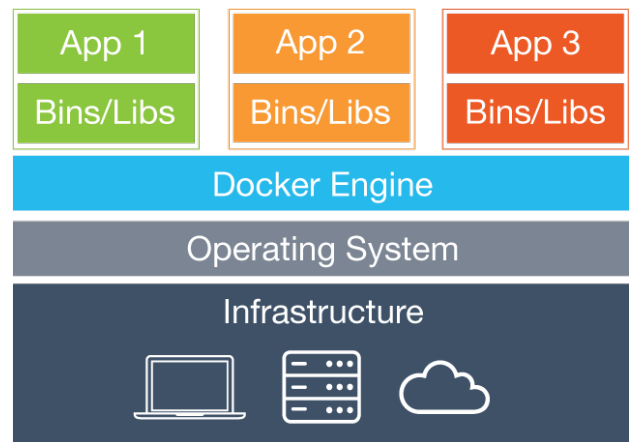 App 1 App 2 App 3
Bins/Libs Bins/Libs Bins/Libs
Docker Engine
Operating System
Infrastructure